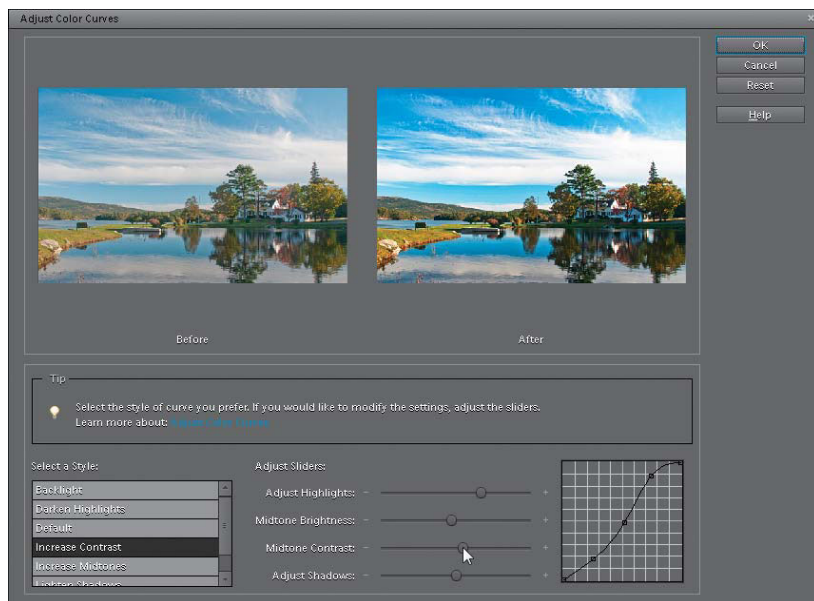 Adjust Color Curves
OK
Cancel
Reset
Help
Before
After
Tip
Select the style of curve you prefer. If you would like to modify the settings, adjust the sliders.
Learn more about:
Select a Style:
Backlight
Darken Highlights
Default
Increase Contrast
Increase Midtones
Lighten Shadows
Adjust Sliders:
Adjust Highlights: - +
Midtone Brightness: - +
Midtone Contrast: - +
Adjust Shadows: - +